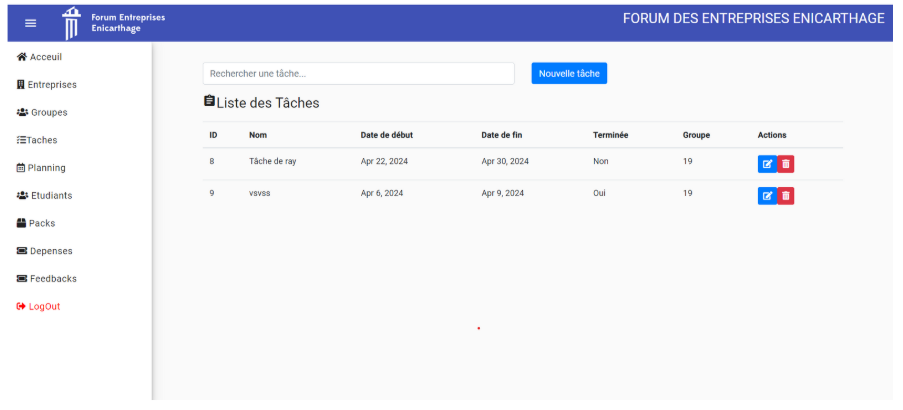 Forum Entreprises
Enicarthage
FORUM DES ENTREPRISES ENICARTHAGE
Acceuil
Entreprises
Groupes
Taches
Planning
Etudiants
Packs
Depenses
Feedbacks
LogOut
Rechercher une tâche...
Nouvelle tâche
Liste des Tâches
ID Nom Date de début Date de fin Terminée Groupe Actions
8 Tâche de ray Apr 22, 2024 Apr 30, 2024 Non 19
9 vsvss Apr 6, 2024 Apr 9, 2024 Oui 19